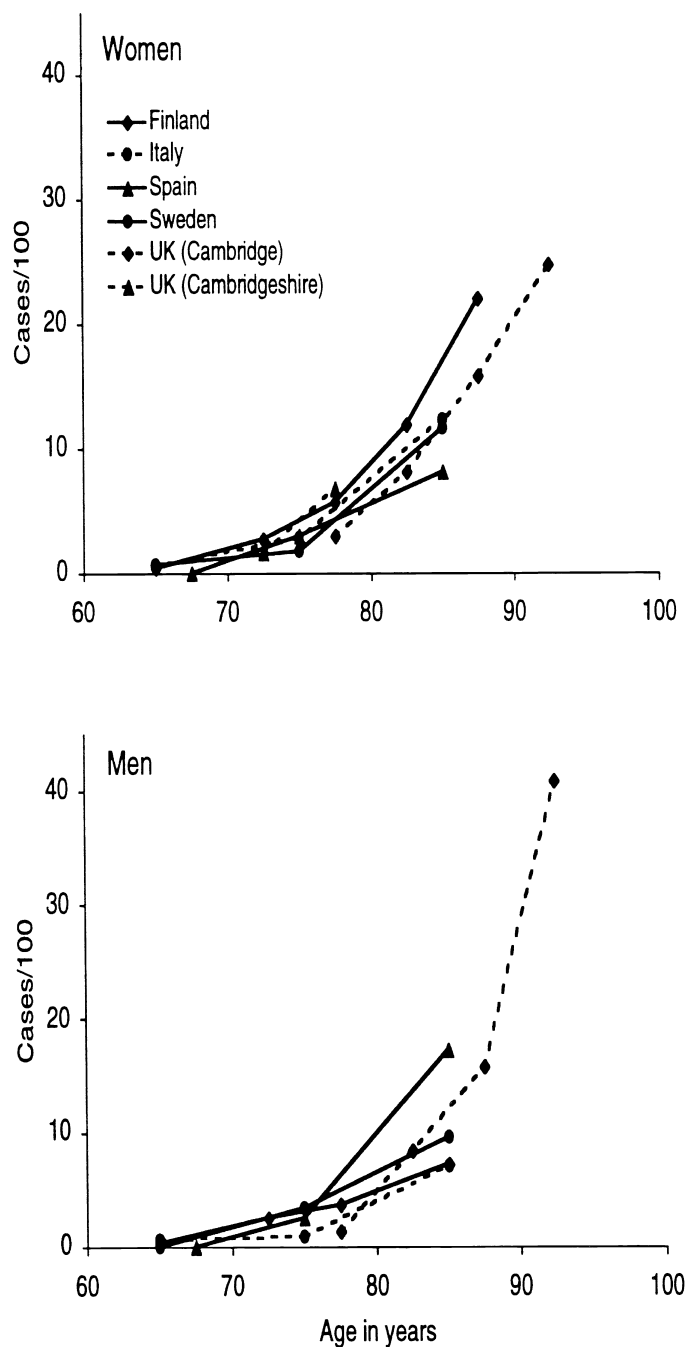 Women
40
30
20
10
0
Cases/100
Finland
Italy
Spain
Sweden
UK (Cambridge)
UK (Cambridgeshire)
60 70 80 90 100
Men
40
30
20
10
0
Cases/100
60 70 80 90 100
Age in years